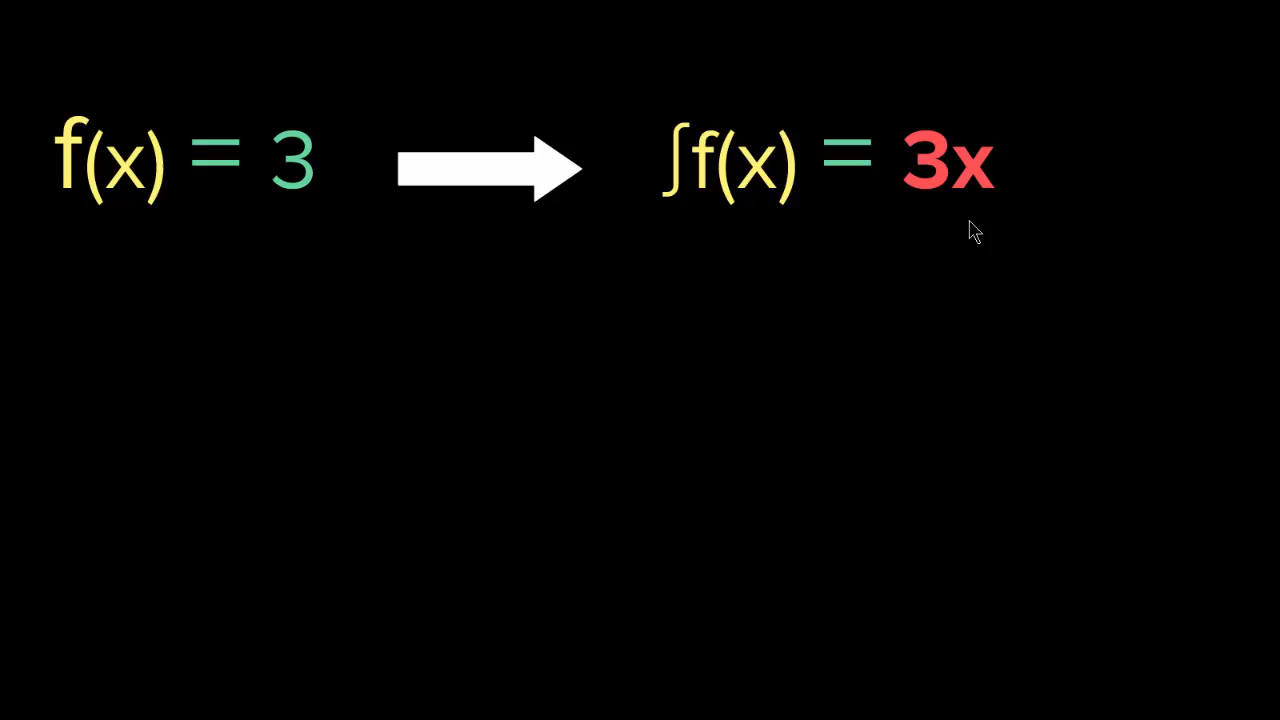 f(x) = 3 ∫f(x) = 3x